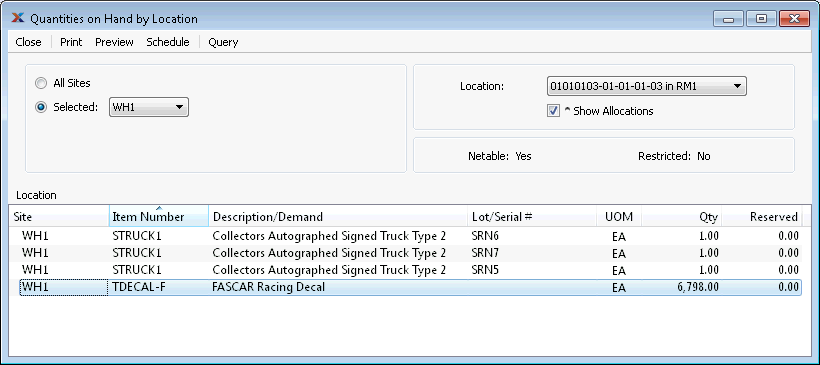 Quantities on Hand by Location
Close Print Preview Schedule Query
All Sites
Selected: WH1
Location: 01010103-01-01-01-03 in RM1
^ Show Allocations
Netable: Yes Restricted: No
Location
Site Item Number Description/Demand Lot/Serial # UOM Qty Reserved
WH1 STRUCK1 Collectors Autographed Signed Truck Type 2 SRN6 EA 1.00 0.00
WH1 STRUCK1 Collectors Autographed Signed Truck Type 2 SRN7 EA 1.00 0.00
WH1 STRUCK1 Collectors Autographed Signed Truck Type 2 SRN5 EA 1.00 0.00
WH1 TDECAL-F FASCAR Racing Decal EA 6,798.00 0.00